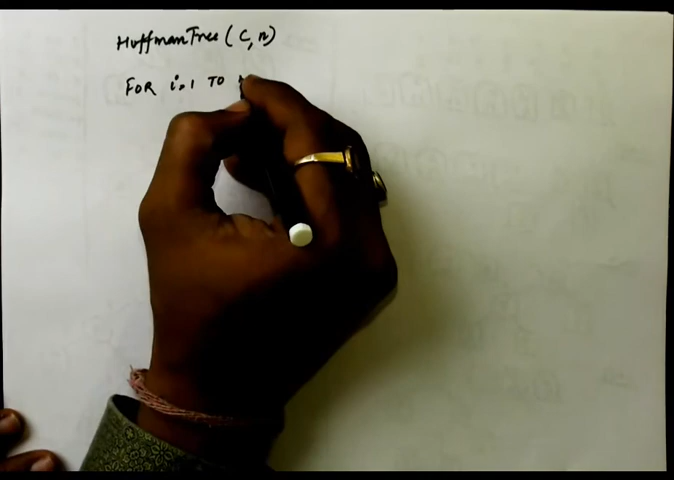 HuffmanTree (C, n)
FOR i=1 TO